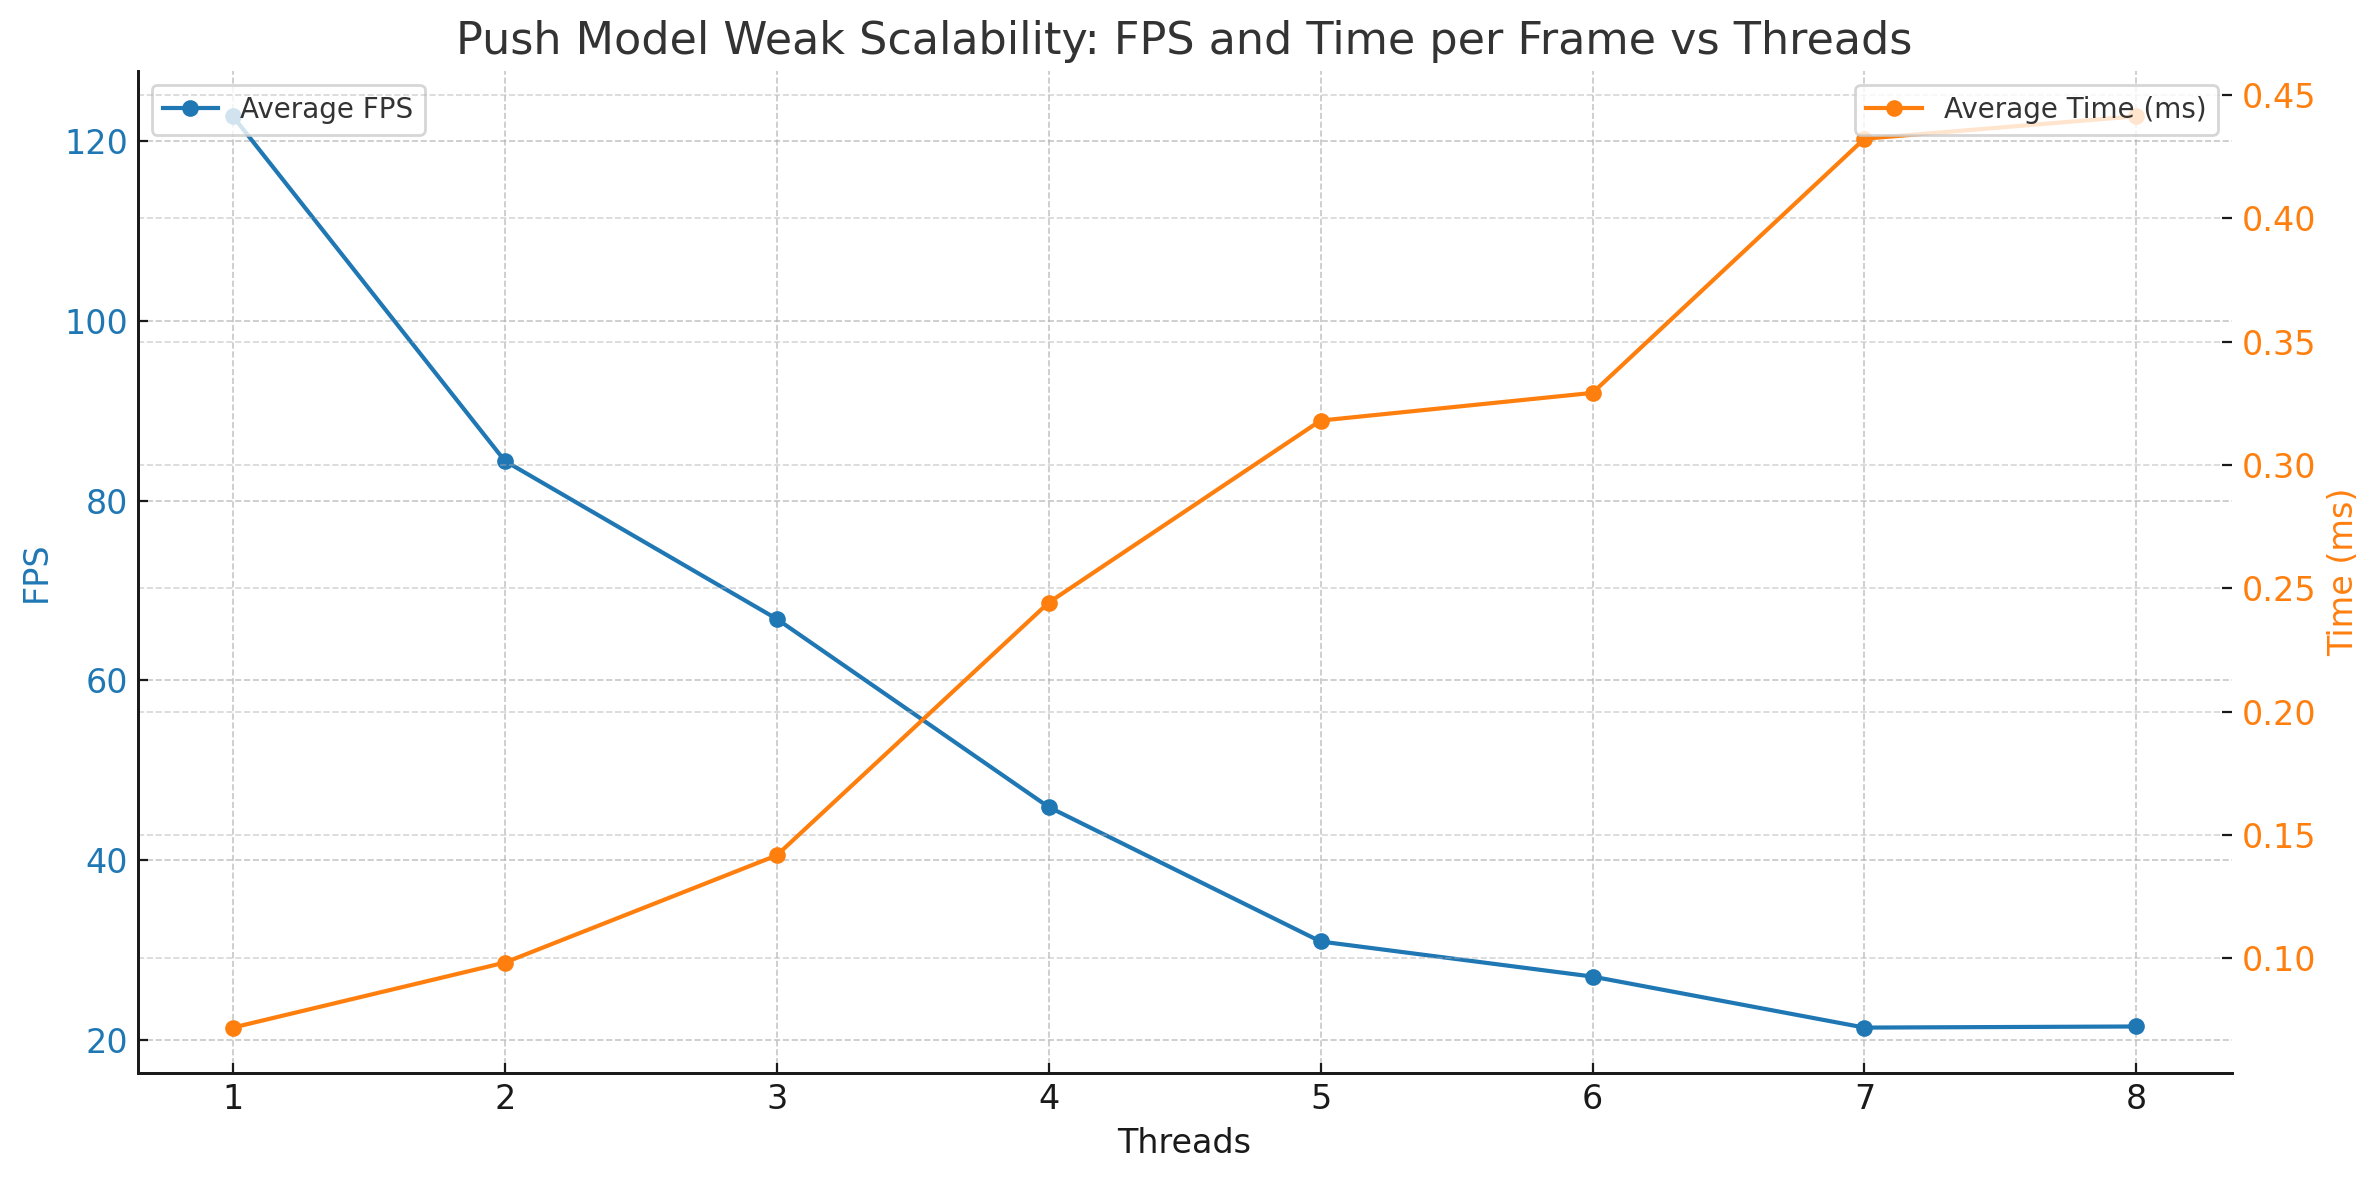 Push Model Weak Scalability: FPS and Time per Frame vs Threads
Average FPS
Average Time (ms)
120
100
80
60
40
20
FPS
0.45
0.40
0.35
0.30
0.25
0.20
0.15
0.10
Time (ms)
1 2 3 4 5 6 7 8
Threads